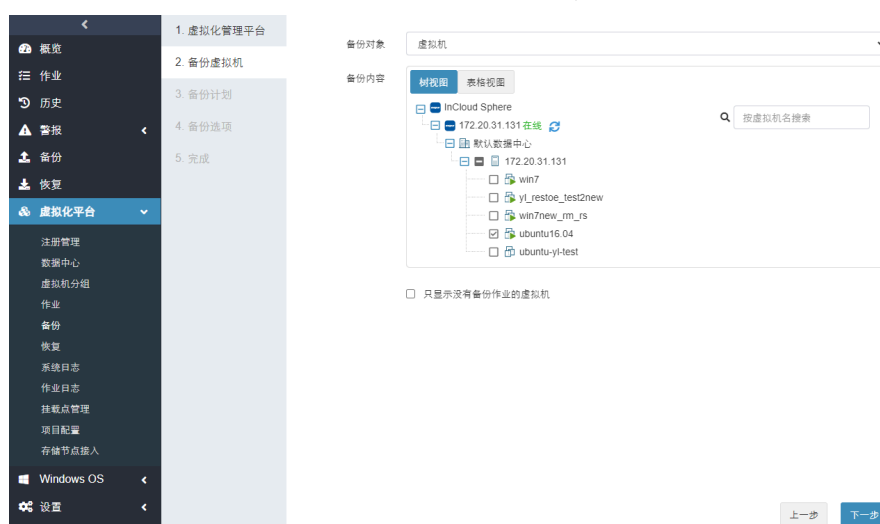 概览
作业
历史
警报
备份
恢复
虚拟化平台
注册管理
数据中心
虚拟机分组
作业
备份
恢复
系统日志
作业日志
挂载点管理
项目配置
存储节点接入
Windows OS
设置
1. 虚拟化管理平台
2. 备份虚拟机
3. 备份计划
4. 备份选项
5. 完成
备份对象 虚拟机
备份内容 树视图 表格视图
InCloud Sphere
172.20.31.131 在线
按虚拟机名搜索
默认数据中心
172.20.31.131
win7
yl_restoe_test2new
win7new_rm_rs
ubuntu16.04
ubuntu-yl-test
只显示没有备份作业的虚拟机
上一步 下一步